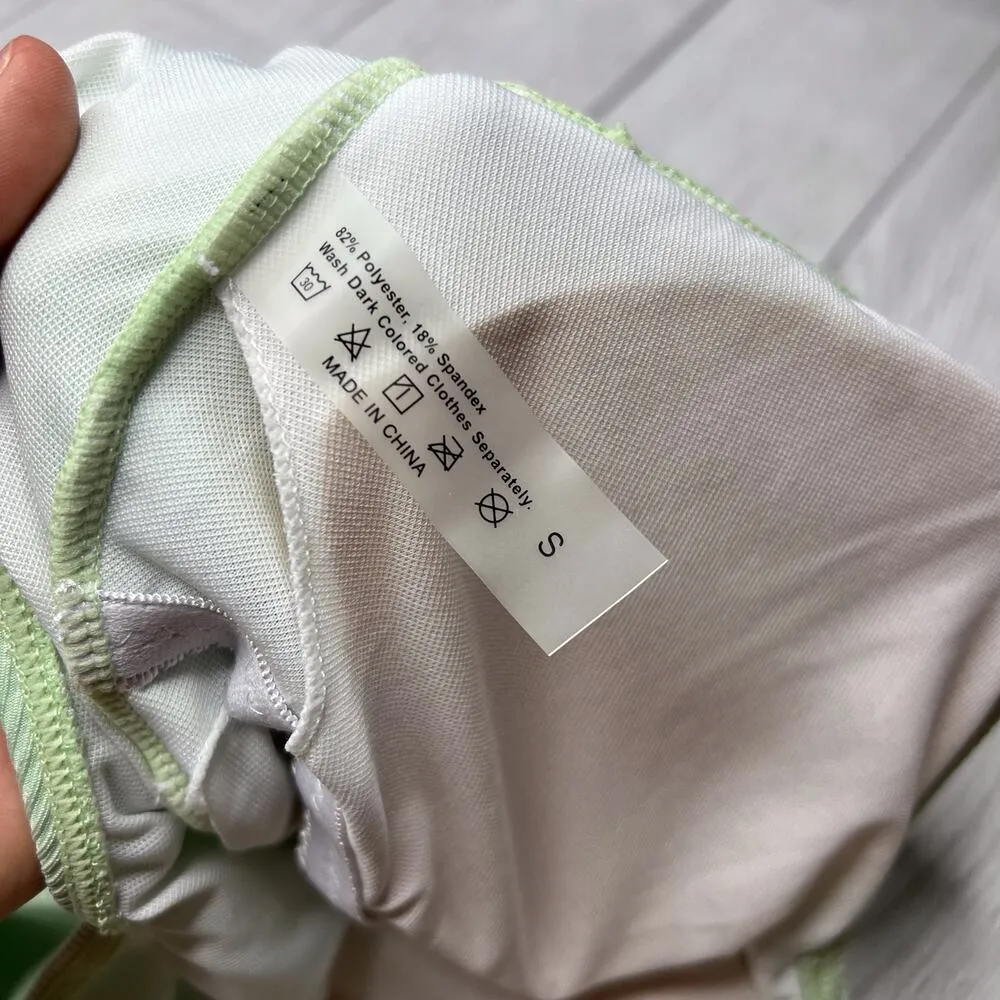 82% Polyester, 18% Spandex
Wash Dark Colored Clothes Separately.
30
MADE IN CHINA
S